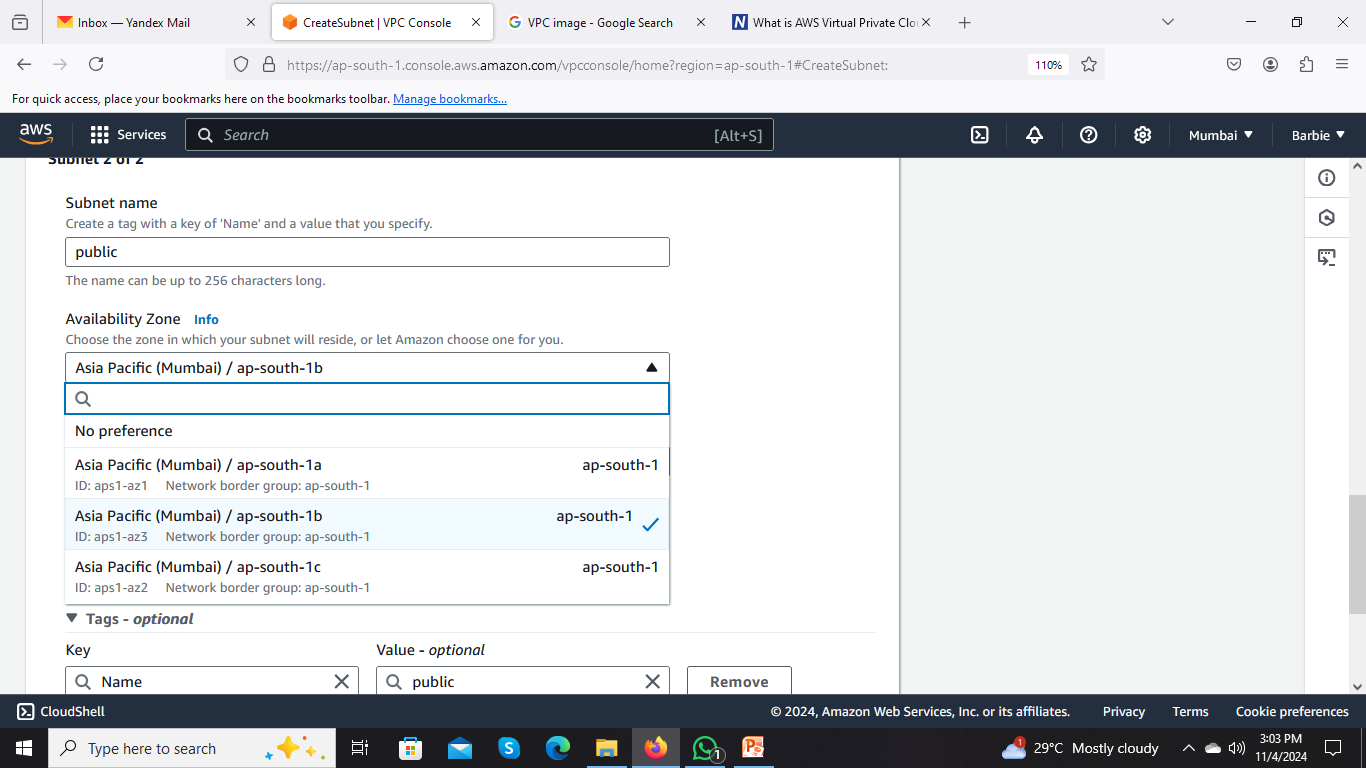 Inbox — Yandex Mail
CreateSubnet | VPC Console
VPC image - Google Search
What is AWS Virtual Private Clo
https://ap-south-1.console.aws.amazon.com/vpcconsole/home?region=ap-south-1#CreateSubnet:
110%
For quick access, place your bookmarks here on the bookmarks toolbar. Manage bookmarks...
aws
Services
Search
[Alt+S]
Mumbai
Barbie
Subnet 2 of 2
Subnet name
Create a tag with a key of 'Name' and a value that you specify.
public
The name can be up to 256 characters long.
Availability Zone Info
Choose the zone in which your subnet will reside, or let Amazon choose one for you.
Asia Pacific (Mumbai) / ap-south-1b
No preference
Asia Pacific (Mumbai) / ap-south-1a ap-south-1
ID: aps1-az1 Network border group: ap-south-1
Asia Pacific (Mumbai) / ap-south-1b ap-south-1
ID: aps1-az3 Network border group: ap-south-1
Asia Pacific (Mumbai) / ap-south-1c ap-south-1
ID: aps1-az2 Network border group: ap-south-1
Tags - optional
Key
Value - optional
Name
public
Remove
CloudShell
© 2024, Amazon Web Services, Inc. or its affiliates.
Privacy
Terms
Cookie preferences
Type here to search
1
1
29°C Mostly cloudy
3:03 PM
11/4/2024